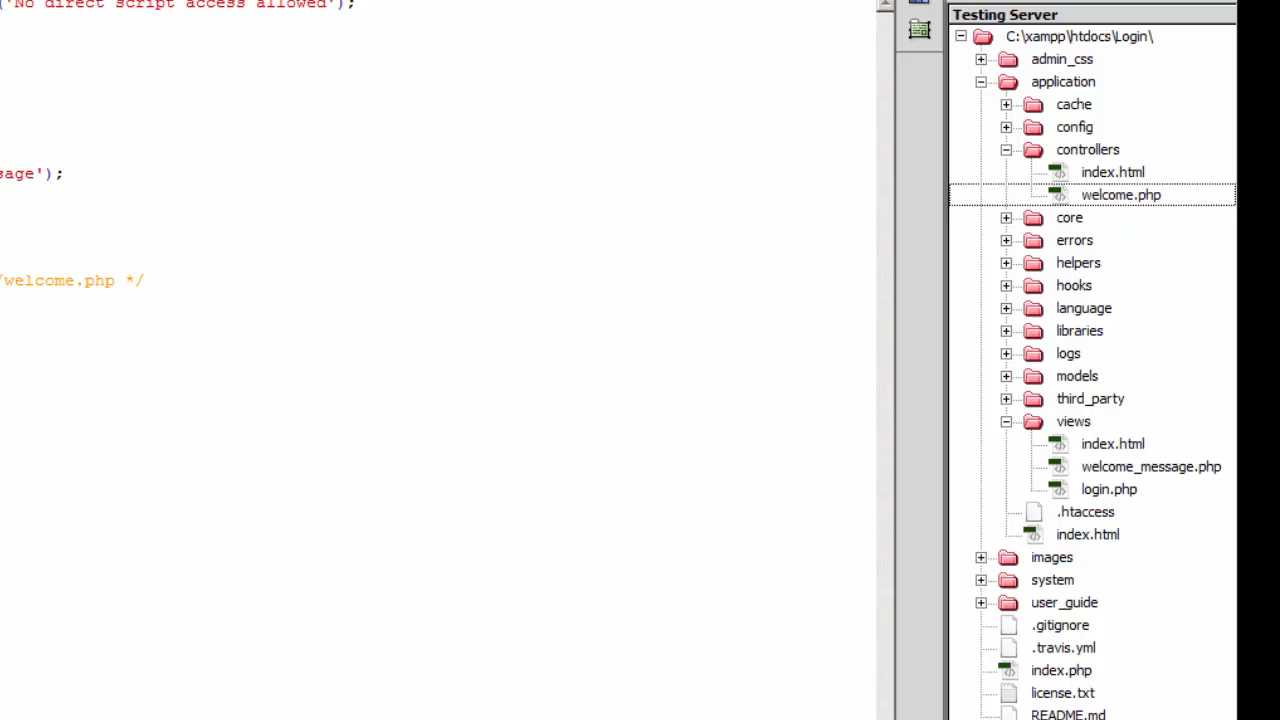 ('No direct script access allowed');
sage');
/welcome.php */
Testing Server
C:\xampp\htdocs\Login\
admin_css
application
cache
config
controllers
index.html
welcome.php
core
errors
helpers
hooks
language
libraries
logs
models
third_party
views
index.html
welcome_message.php
login.php
.htaccess
index.html
images
system
user_guide
.gitignore
.travis.yml
index.php
license.txt
README.md